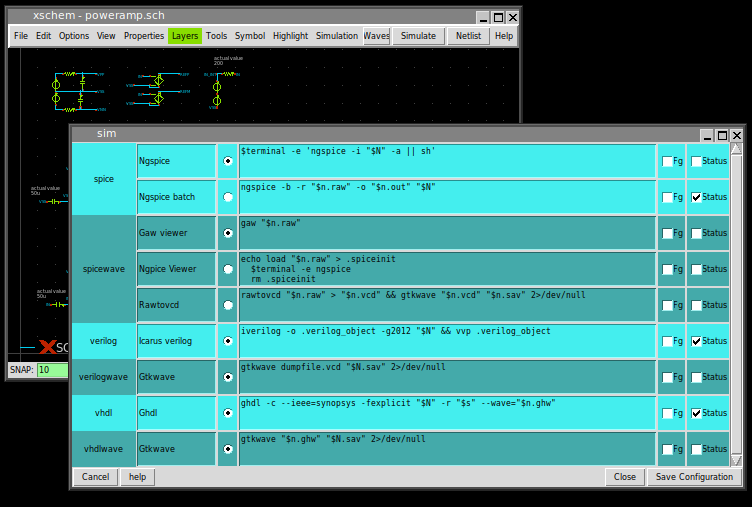 xschem - poweramp.sch
File Edit Options View Properties Layers Tools Symbol Highlight Simulation Waves Simulate Netlist Help
actual value
200
actual value
50u
actual value
50u
SNAP: 10
sim
spice
Ngspice
$terminal -e 'ngspice -i "$N" -a || sh'
Fg Status
Ngspice batch
ngspice -b -r "$n.raw" -o "$n.out" "$N"
Fg Status
spicewave
Gaw viewer
gaw "$n.raw"
Fg Status
Ngpice Viewer
echo load "$n.raw" > .spiceinit
$terminal -e ngspice
rm .spiceinit
Fg Status
Rawtovcd
rawtovcd "$n.raw" > "$n.vcd" && gtkwave "$n.vcd" "$n.sav" 2>/dev/null
Fg Status
verilog
Icarus verilog
iverilog -o .verilog_object -g2012 "$N" && vvp .verilog_object
Fg Status
verilogwave
Gtkwave
gtkwave dumpfile.vcd "$N.sav" 2>/dev/null
Fg Status
vhdl
Ghdl
ghdl -c --ieee=synopsys -fexplicit "$N" -r "$s" --wave="$n.ghw"
Fg Status
vhdlwave
Gtkwave
gtkwave "$n.ghw" "$N.sav" 2>/dev/null
Fg Status
Cancel help Close Save Configuration